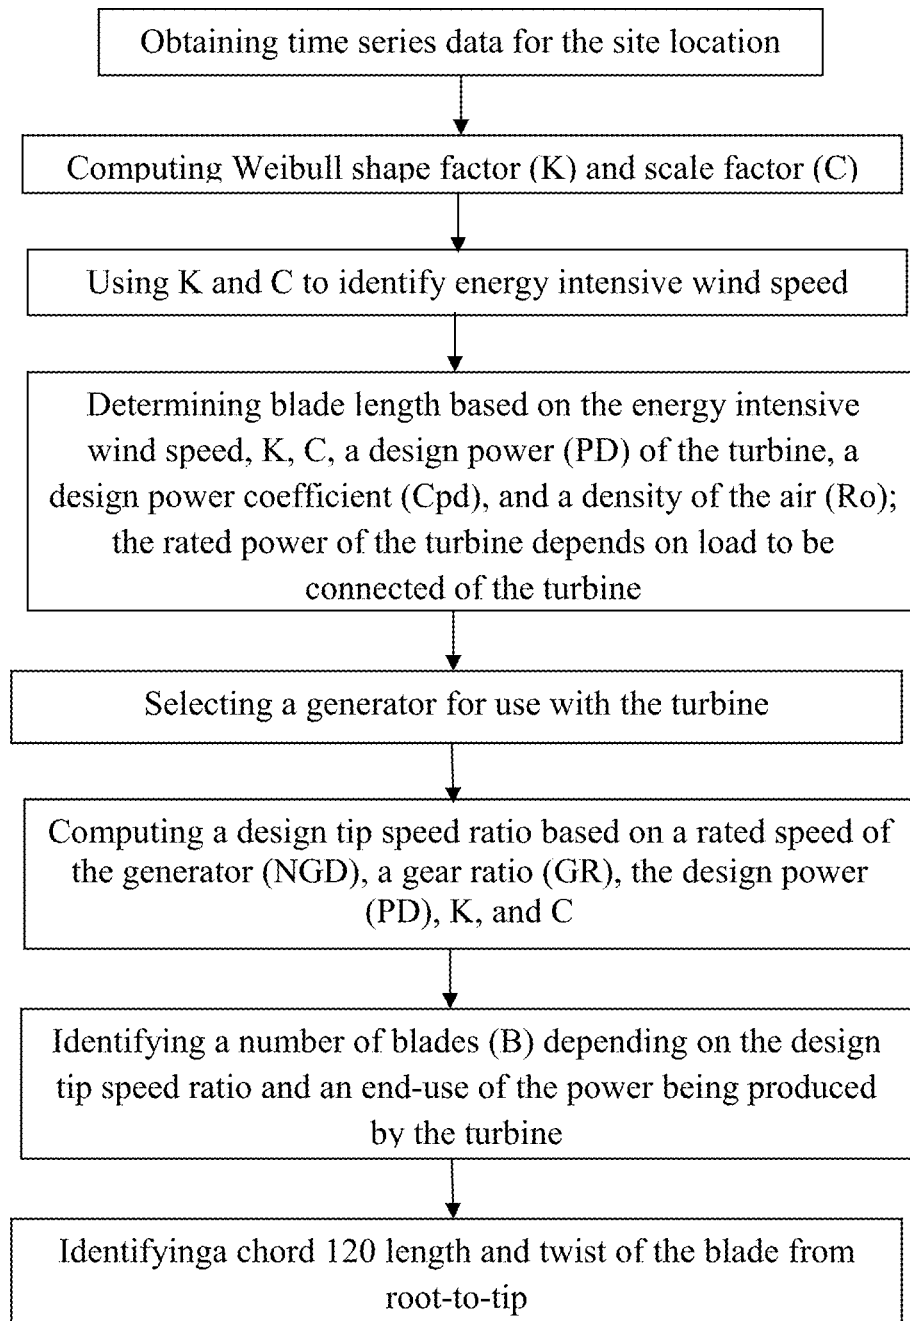 Obtaining time series data for the site location
Computing Weibull shape factor (K) and scale factor (C)
Using K and C to identify energy intensive wind speed
Determining blade length based on the energy intensive
wind speed, K, C, a design power (PD) of the turbine, a
design power coefficient (Cpd), and a density of the air (Ro);
the rated power of the turbine depends on load to be
connected of the turbine
Selecting a generator for use with the turbine
Computing a design tip speed ratio based on a rated speed of
the generator (NGD), a gear ratio (GR), the design power
(PD), K, and C
Identifying a number of blades (B) depending on the design
tip speed ratio and an end-use of the power being produced
by the turbine
Identifyinga chord 120 length and twist of the blade from
root-to-tip